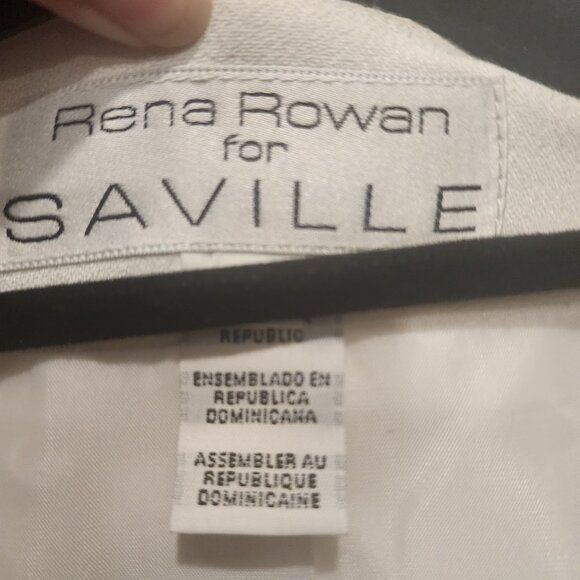 Rena Rowan
for
SAVILLE
REPUBLIC
ENSEMBLADO EN
REPUBLICA
DOMINICANA
ASSEMBLER AU
REPUBLIQUE
DOMINICAINE